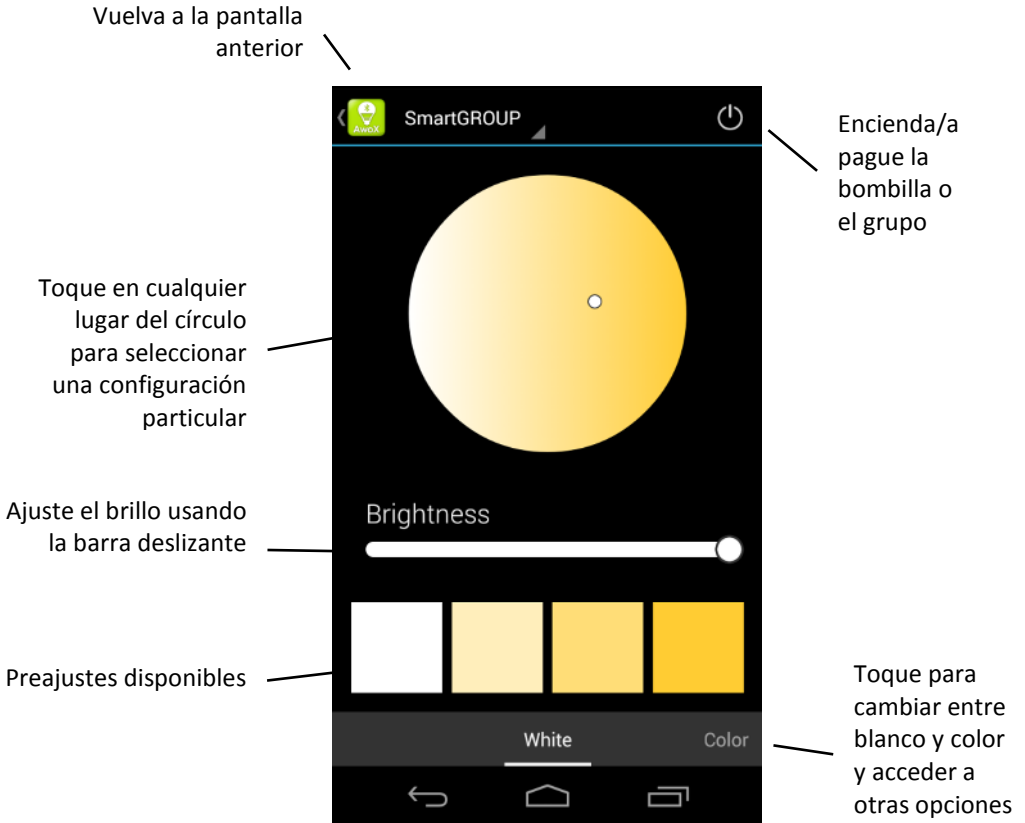 Vuelva a la pantalla
anterior
AwoX
SmartGROUP
Encienda/a
pague la
bombilla o
el grupo
Toque en cualquier
lugar del círculo
para seleccionar
una configuración
particular
Ajuste el brillo usando
la barra deslizante
Brightness
Preajustes disponibles
White
Color
Toque para
cambiar entre
blanco y color
y acceder a
otras opciones